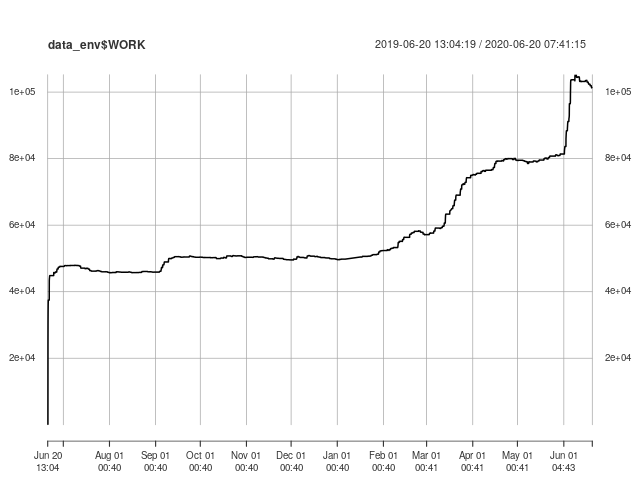 data_env$WORK 2019-06-20 13:04:19 / 2020-06-20 07:41:15
1e+05 1e+05
8e+04 8e+04
6e+04 6e+04
4e+04 4e+04
2e+04 2e+04
Jun 20 Aug 01 Sep 01 Oct 01 Nov 01 Dec 01 Jan 01 Feb 01 Mar 01 Apr 01 May 01 Jun 01
13:04 00:40 00:40 00:40 00:40 00:40 00:40 00:40 00:41 00:41 00:41 04:43